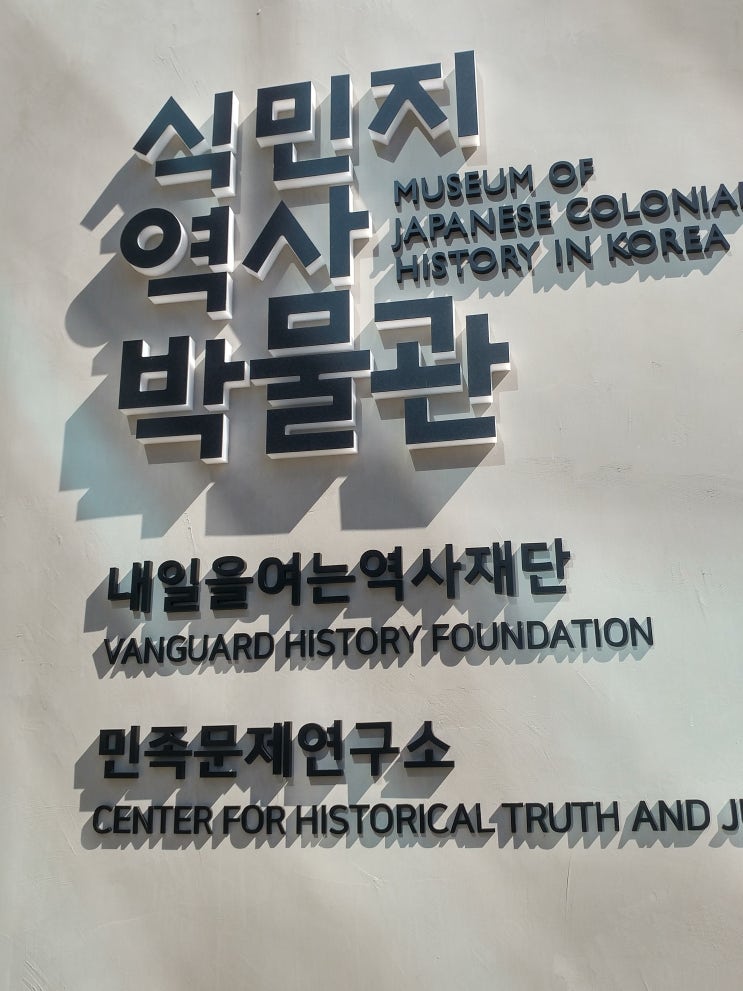 식민지
역사
박물관
MUSEUM OF
JAPANESE COLONIAL
HISTORY IN KOREA
내일을여는역사재단
VANGUARD HISTORY FOUNDATION
민족문제연구소
CENTER FOR HISTORICAL TRUTH AND